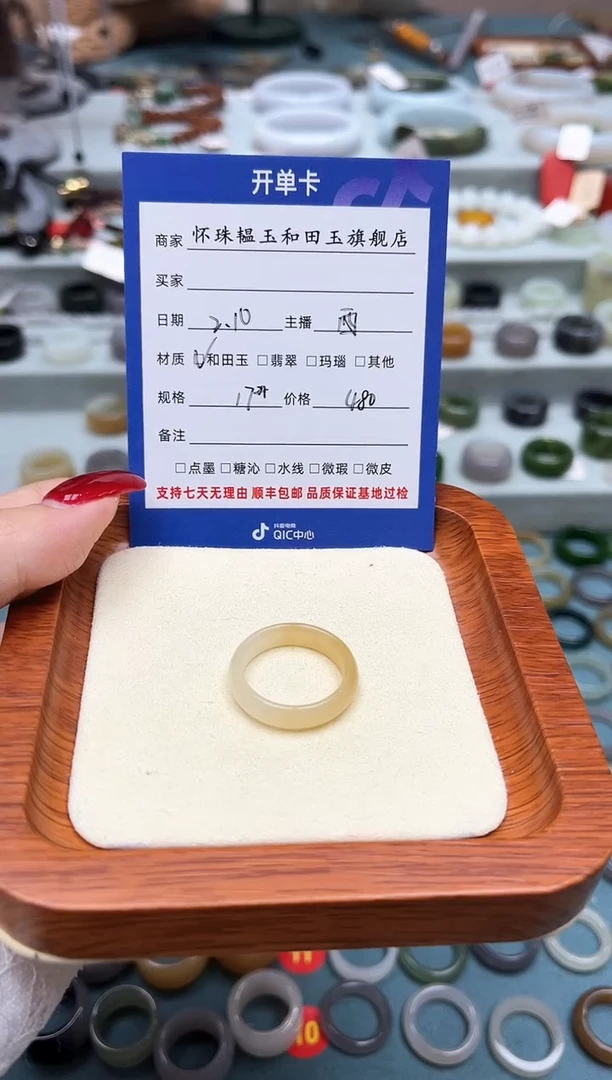 开单卡
商家 怀珠韫玉和田玉旗舰店
买家
日期 2.10 主播 雨
材质 ☑和田玉 □翡翠 □玛瑙 □其他
规格 17.7 价格 480
备注
□点墨 □糖沁 □水线 □微瑕 □微皮
支持七天无理由 顺丰包邮 品质保证基地过检
抖音电商
QIC中心
11
10